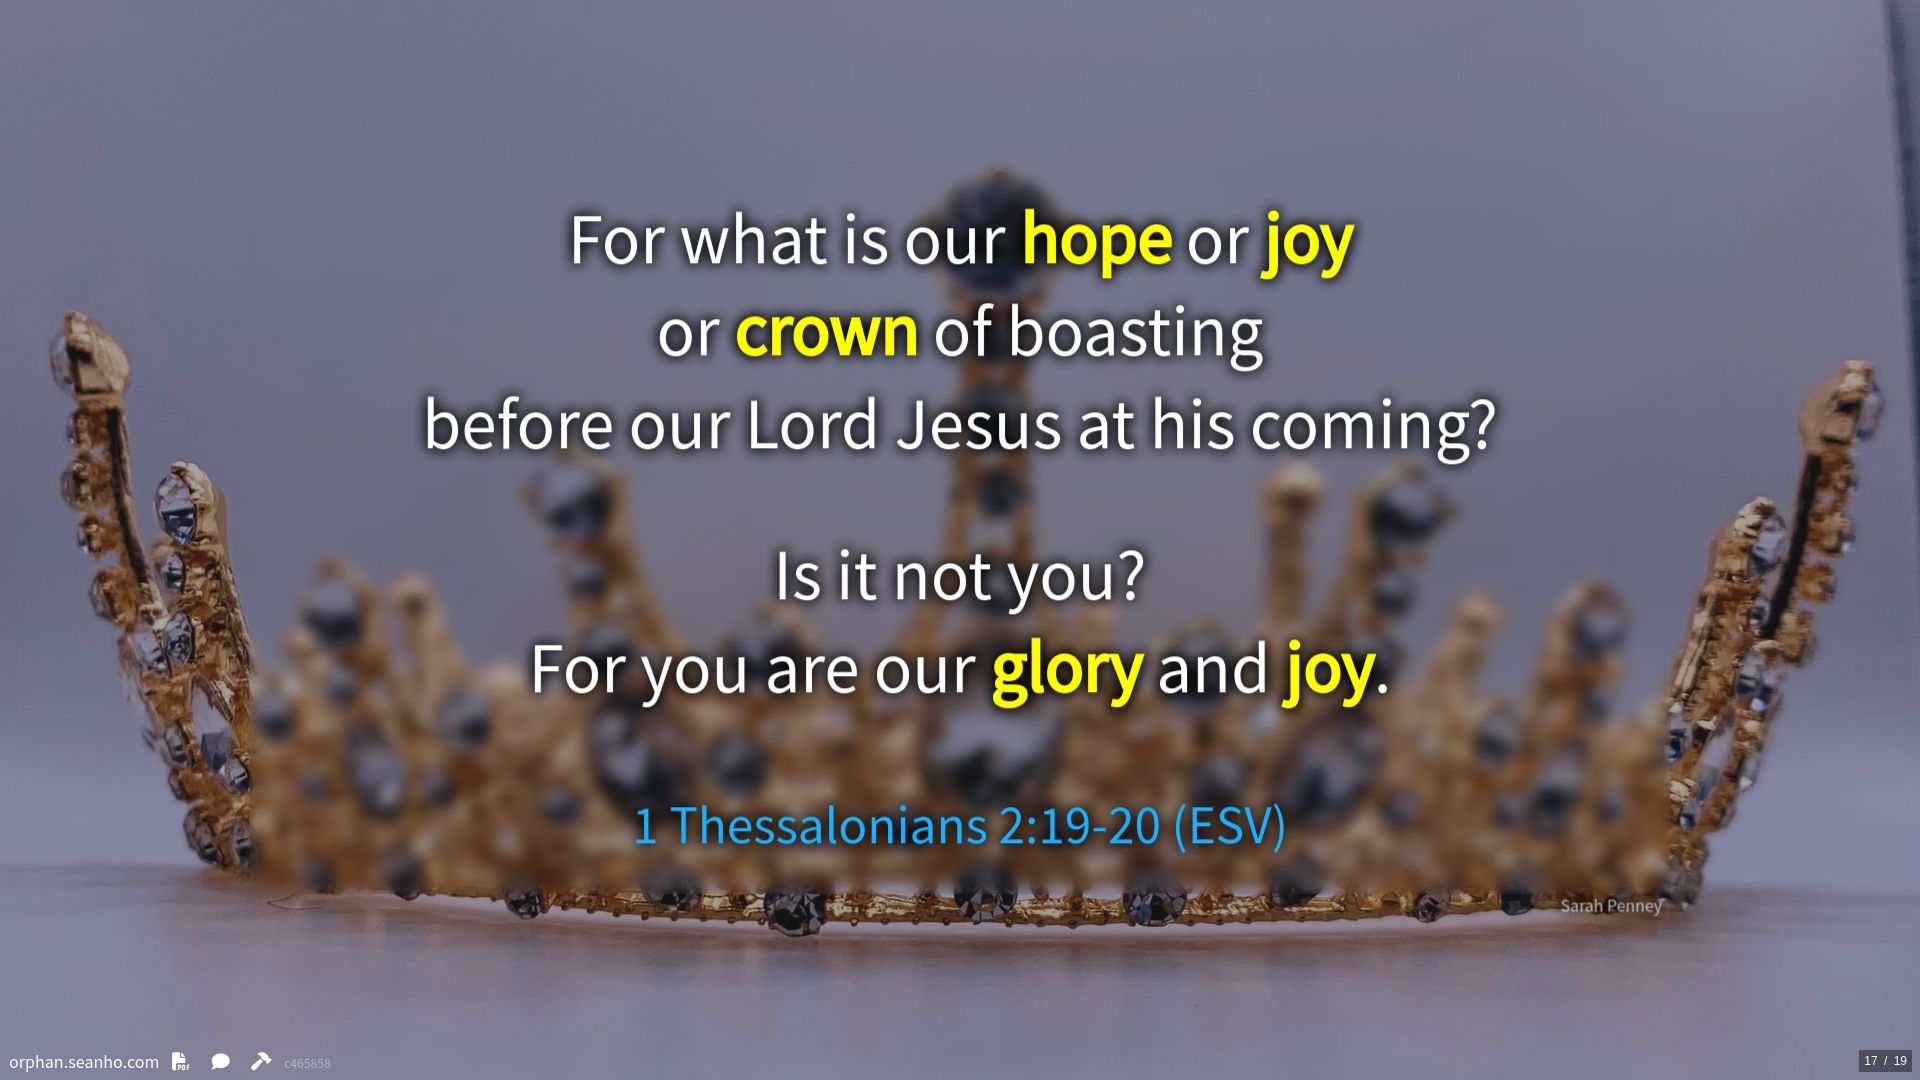 For what is our hope or joy
or crown of boasting
before our Lord Jesus at his coming?
Is it not you?
For you are our glory and joy.
1 Thessalonians 2:19-20 (ESV)
Sarah Penney
orphan.seanho.com PDF c465858
17 / 19